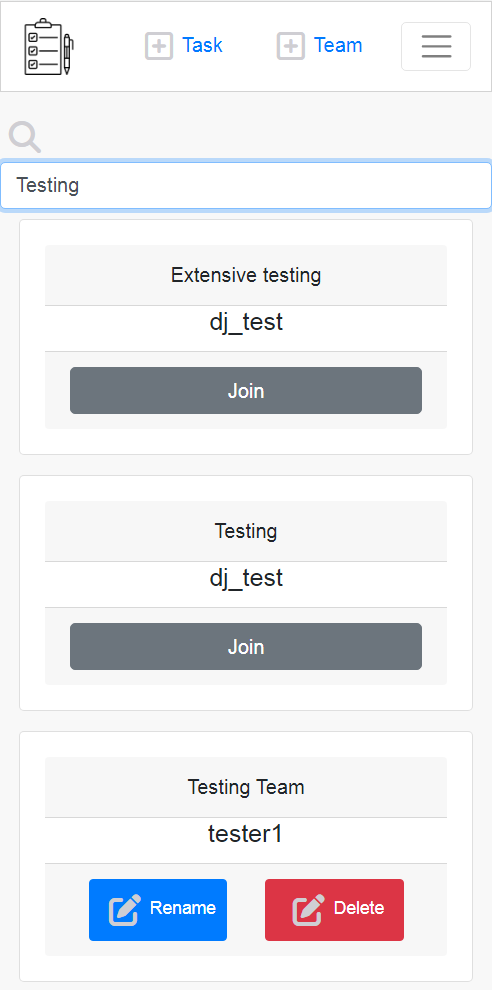 Task Team
Testing
Extensive testing
dj_test
Join
Testing
dj_test
Join
Testing Team
tester1
Rename Delete